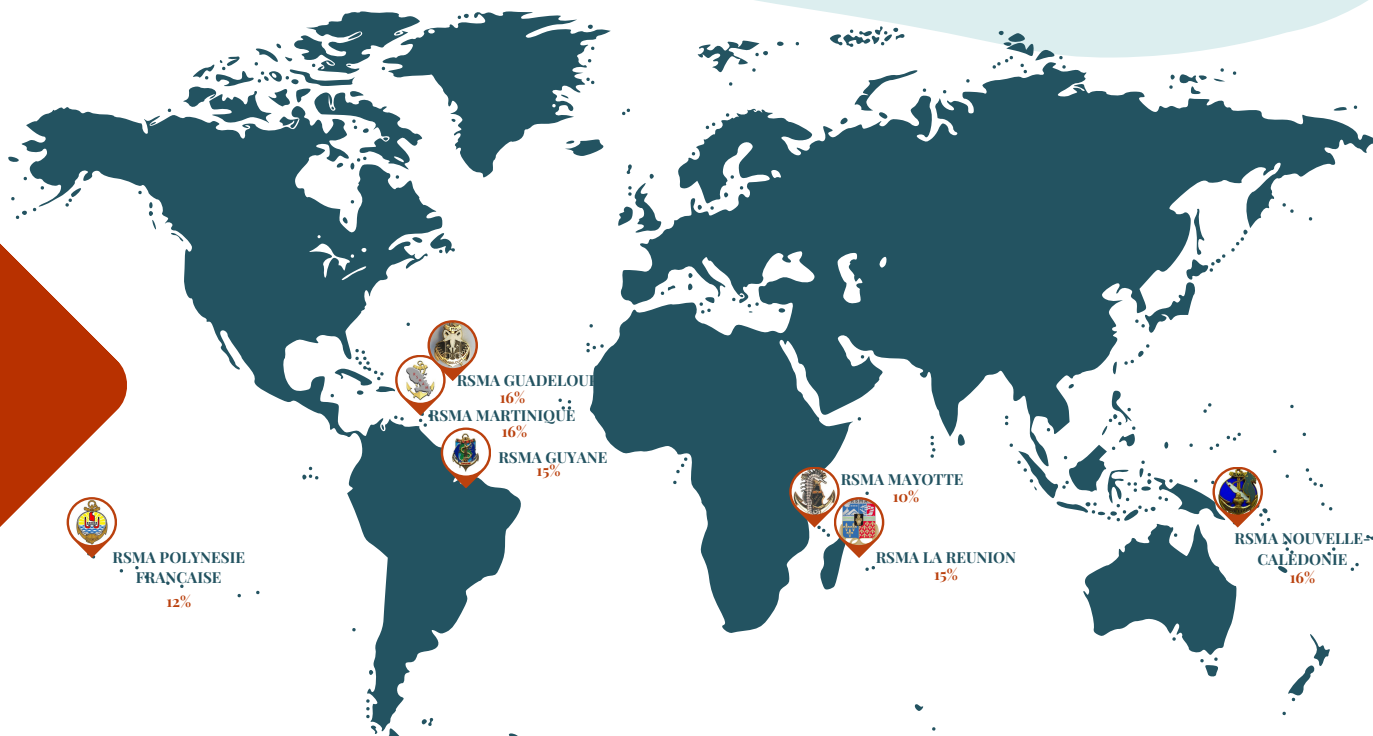 RSMA GUADELOUP
16%
RSMA MARTINIQUE
16%
RSMA GUYANE
15%
RSMA MAYOTTE
10%
RSMA LA REUNION
15%
RSMA NOUVELLE-
CALÉDONIE
16%
RSMA POLYNESIE
FRANÇAISE
12%